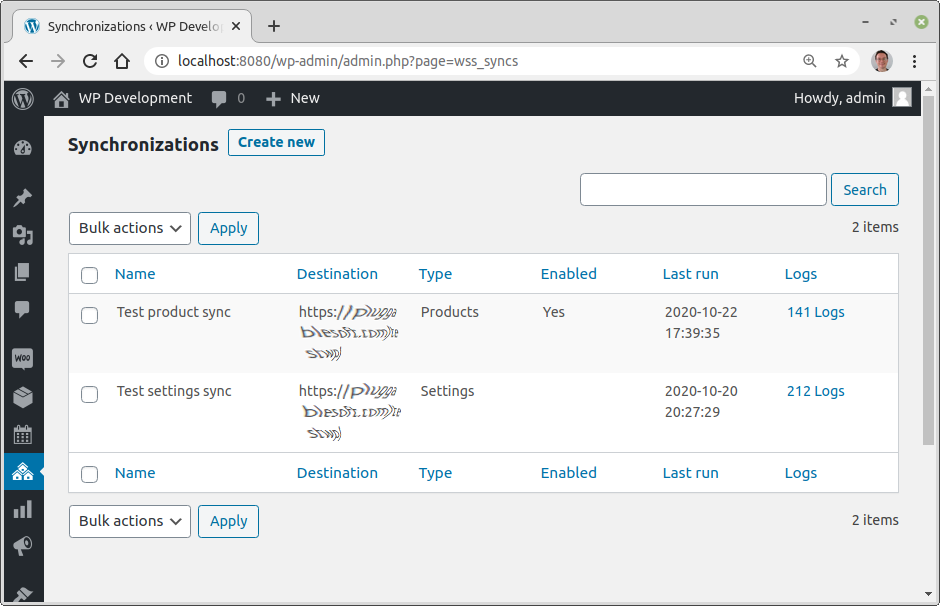 Synchronizations ‹ WP Develo
localhost:8080/wp-admin/admin.php?page=wss_syncs
WP Development 0 New Howdy, admin
Synchronizations Create new
Search
Bulk actions Apply 2 items
Name Destination Type Enabled Last run Logs
Test product sync https:// Products Yes 2020-10-22 141 Logs
17:39:35
Test settings sync https:// Settings 2020-10-20 212 Logs
20:27:29
Name Destination Type Enabled Last run Logs
Bulk actions Apply 2 items
WOO